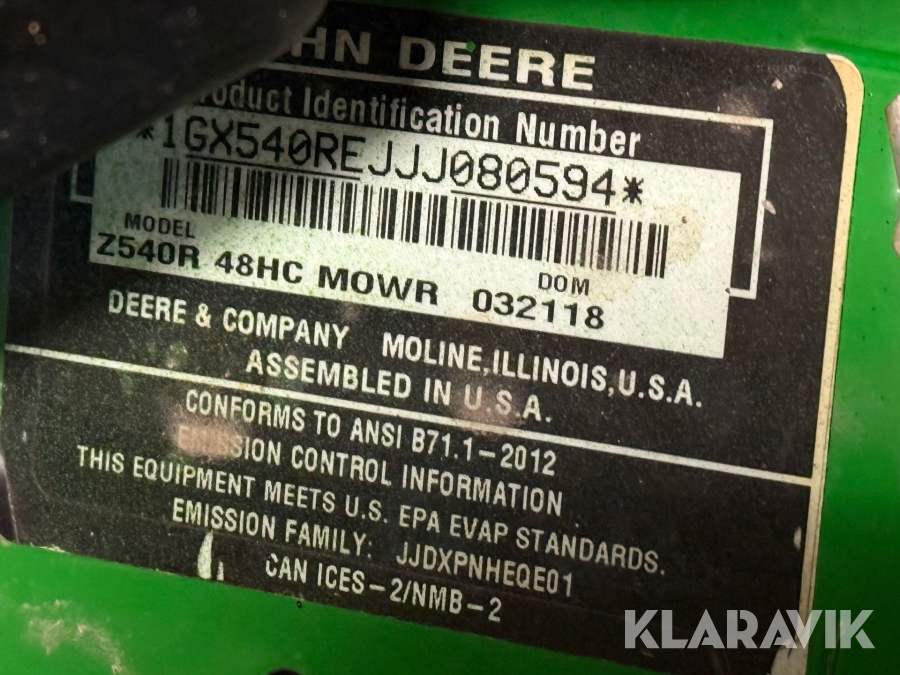 HN DEERE
roduct Identification Number
*1GX540REJJJ080594*
MODEL
DOM
Z540R 48HC MOWR 032118
DEERE & COMPANY MOLINE, ILLINOIS, U.S.A.
ASSEMBLED IN U.S.A.
CONFORMS TO ANSI B71.1-2012
EMISSION CONTROL INFORMATION
THIS EQUIPMENT MEETS U.S. EPA EVAP STANDARDS.
EMISSION FAMILY: JJDXPNHEQE01
CAN ICES-2/NMB-2
KLARAVIK